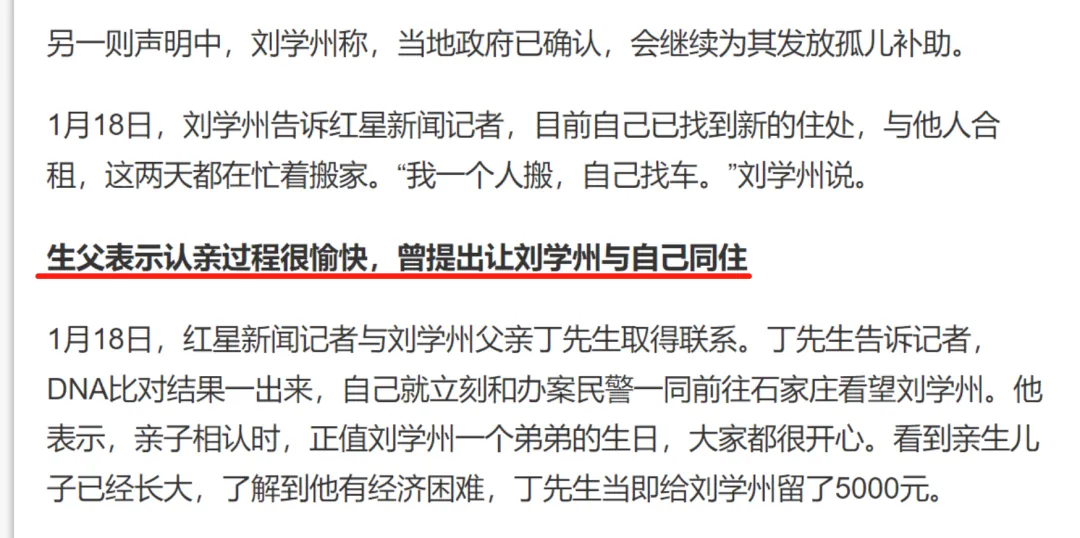 另一则声明中，刘学州称，当地政府已确认，会继续为其发放孤儿补助。
1月18日，刘学州告诉红星新闻记者，目前自己已找到新的住处，与他人合
租，这两天都在忙着搬家。“我一个人搬，自己找车。”刘学州说。
生父表示认亲过程很愉快，曾提出让刘学州与自己同住
1月18日，红星新闻记者与刘学州父亲丁先生取得联系。丁先生告诉记者，
DNA比对结果一出来，自己就立刻和办案民警一同前往石家庄看望刘学州。他
表示，亲子相认时，正值刘学州一个弟弟的生日，大家都很开心。看到亲生儿
子已经长大，了解到他有经济困难，丁先生当即给刘学州留了5000元。